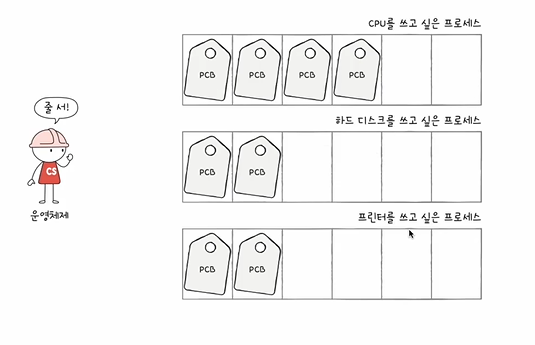 CPU를 쓰고 싶은 프로세스
PCB PCB PCB PCB
줄 서!
하드 디스크를 쓰고 싶은 프로세스
CS
PCB PCB
운영체제
프린터를 쓰고 싶은 프로세스
PCB PCB